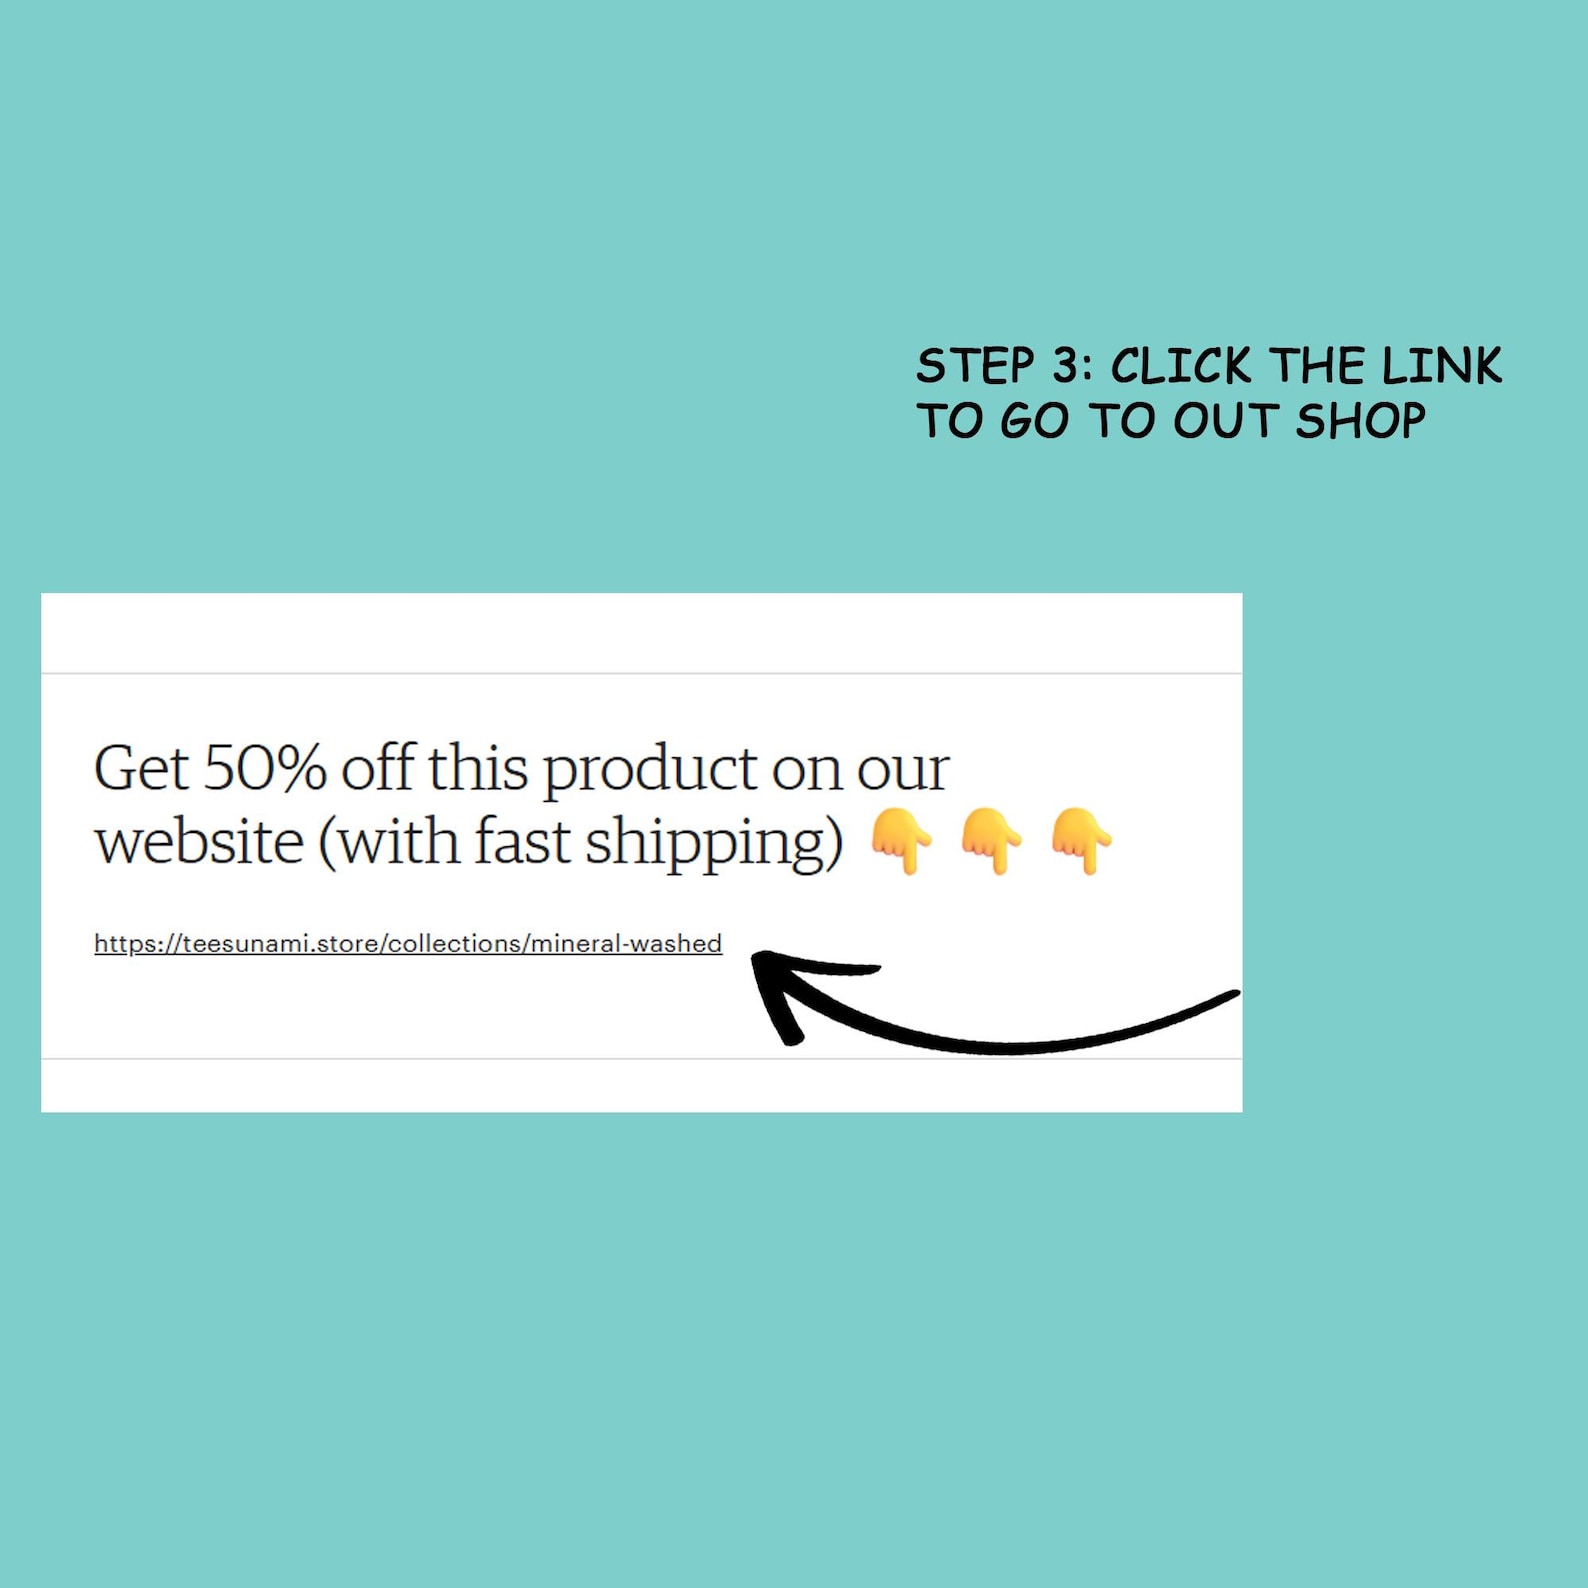 STEP 3: CLICK THE LINK
TO GO TO OUT SHOP
Get 50% off this product on our
website (with fast shipping) 👇 👇 👇
https://teesunami.store/collections/mineral-washed